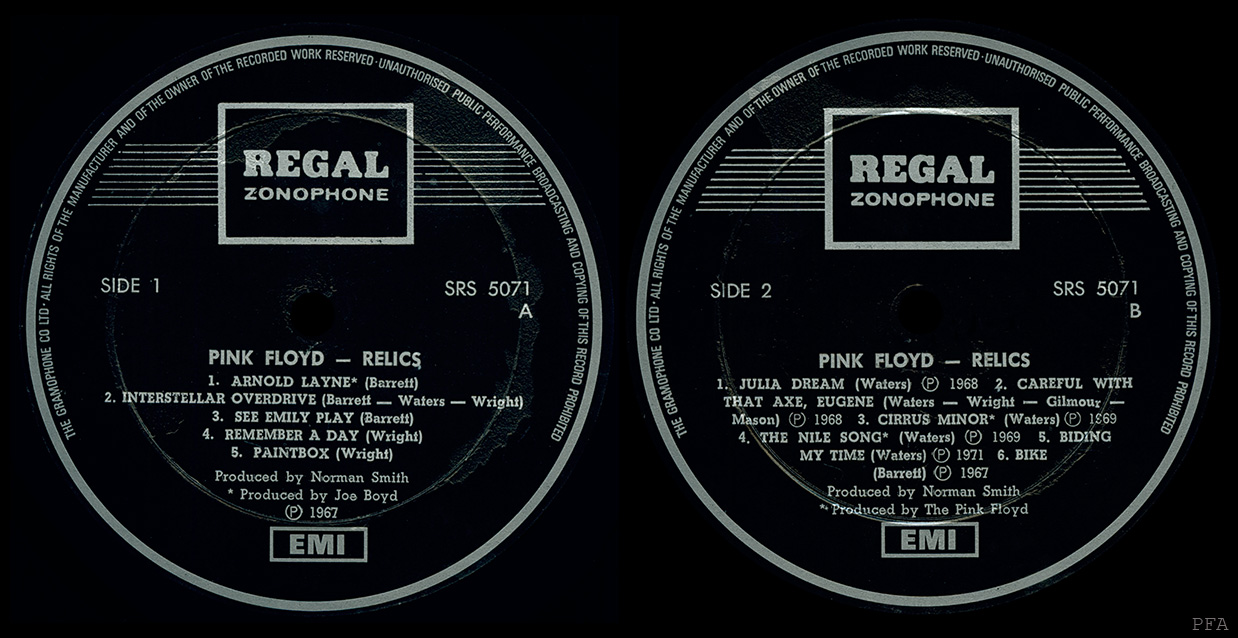 THE GRAMOPHONE CO LTD · ALL RIGHTS OF THE MANUFACTURER AND OF THE OWNER OF THE RECORDED WORK RESERVED · UNAUTHORISED PUBLIC PERFORMANCE BROADCASTING AND COPYING OF THIS RECORD PROHIBITED
REGAL
ZONOPHONE
SIDE 1
SRS 5071
A
PINK FLOYD — RELICS
1. ARNOLD LAYNE* (Barrett)
2. INTERSTELLAR OVERDRIVE (Barrett — Waters — Wright)
3. SEE EMILY PLAY (Barrett)
4. REMEMBER A DAY (Wright)
5. PAINTBOX (Wright)
Produced by Norman Smith
* Produced by Joe Boyd
Ⓟ 1967
EMI
THE GRAMOPHONE CO LTD · ALL RIGHTS OF THE MANUFACTURER AND OF THE OWNER OF THE RECORDED WORK RESERVED · UNAUTHORISED PUBLIC PERFORMANCE BROADCASTING AND COPYING OF THIS RECORD PROHIBITED
REGAL
ZONOPHONE
SIDE 2
SRS 5071
B
PINK FLOYD — RELICS
1. JULIA DREAM (Waters) Ⓟ 1968 2. CAREFUL WITH
THAT AXE, EUGENE (Waters — Wright — Gilmour —
Mason) Ⓟ 1968 3. CIRRUS MINOR* (Waters) Ⓟ 1969
4. THE NILE SONG* (Waters) Ⓟ 1969 5. BIDING
MY TIME (Waters) Ⓟ 1971 6. BIKE
(Barrett) Ⓟ 1967
Produced by Norman Smith
* Produced by The Pink Floyd
EMI
PFA